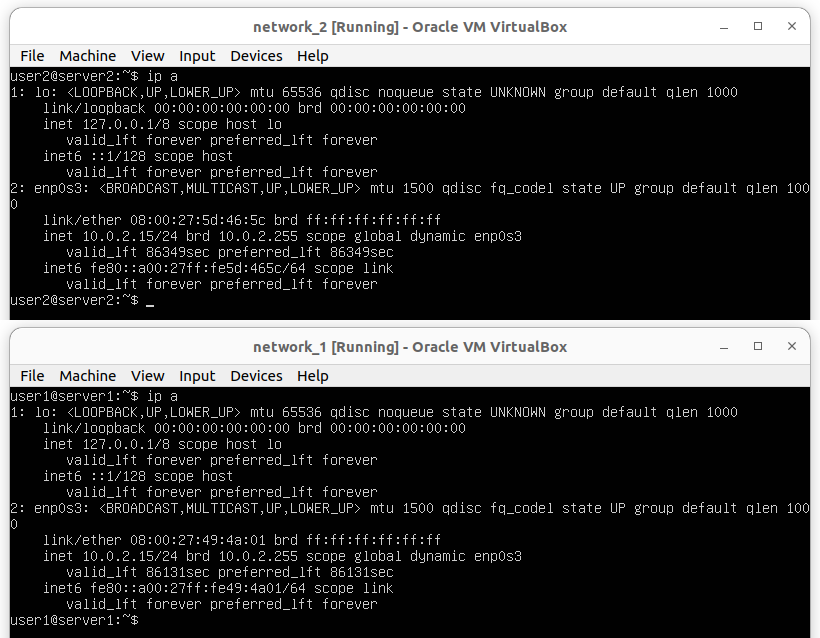 network_2 [Running] - Oracle VM VirtualBox
File Machine View Input Devices Help
user2@server2:~$ ip a
1: lo: <LOOPBACK,UP,LOWER_UP> mtu 65536 qdisc noqueue state UNKNOWN group default qlen 1000
    link/loopback 00:00:00:00:00:00 brd 00:00:00:00:00:00
    inet 127.0.0.1/8 scope host lo
       valid_lft forever preferred_lft forever
    inet6 ::1/128 scope host
       valid_lft forever preferred_lft forever
2: enp0s3: <BROADCAST,MULTICAST,UP,LOWER_UP> mtu 1500 qdisc fq_codel state UP group default qlen 100
0
    link/ether 08:00:27:5d:46:5c brd ff:ff:ff:ff:ff:ff
    inet 10.0.2.15/24 brd 10.0.2.255 scope global dynamic enp0s3
       valid_lft 86349sec preferred_lft 86349sec
    inet6 fe80::a00:27ff:fe5d:465c/64 scope link
       valid_lft forever preferred_lft forever
user2@server2:~$ _
network_1 [Running] - Oracle VM VirtualBox
File Machine View Input Devices Help
user1@server1:~$ ip a
1: lo: <LOOPBACK,UP,LOWER_UP> mtu 65536 qdisc noqueue state UNKNOWN group default qlen 1000
    link/loopback 00:00:00:00:00:00 brd 00:00:00:00:00:00
    inet 127.0.0.1/8 scope host lo
       valid_lft forever preferred_lft forever
    inet6 ::1/128 scope host
       valid_lft forever preferred_lft forever
2: enp0s3: <BROADCAST,MULTICAST,UP,LOWER_UP> mtu 1500 qdisc fq_codel state UP group default qlen 100
0
    link/ether 08:00:27:49:4a:01 brd ff:ff:ff:ff:ff:ff
    inet 10.0.2.15/24 brd 10.0.2.255 scope global dynamic enp0s3
       valid_lft 86131sec preferred_lft 86131sec
    inet6 fe80::a00:27ff:fe49:4a01/64 scope link
       valid_lft forever preferred_lft forever
user1@server1:~$